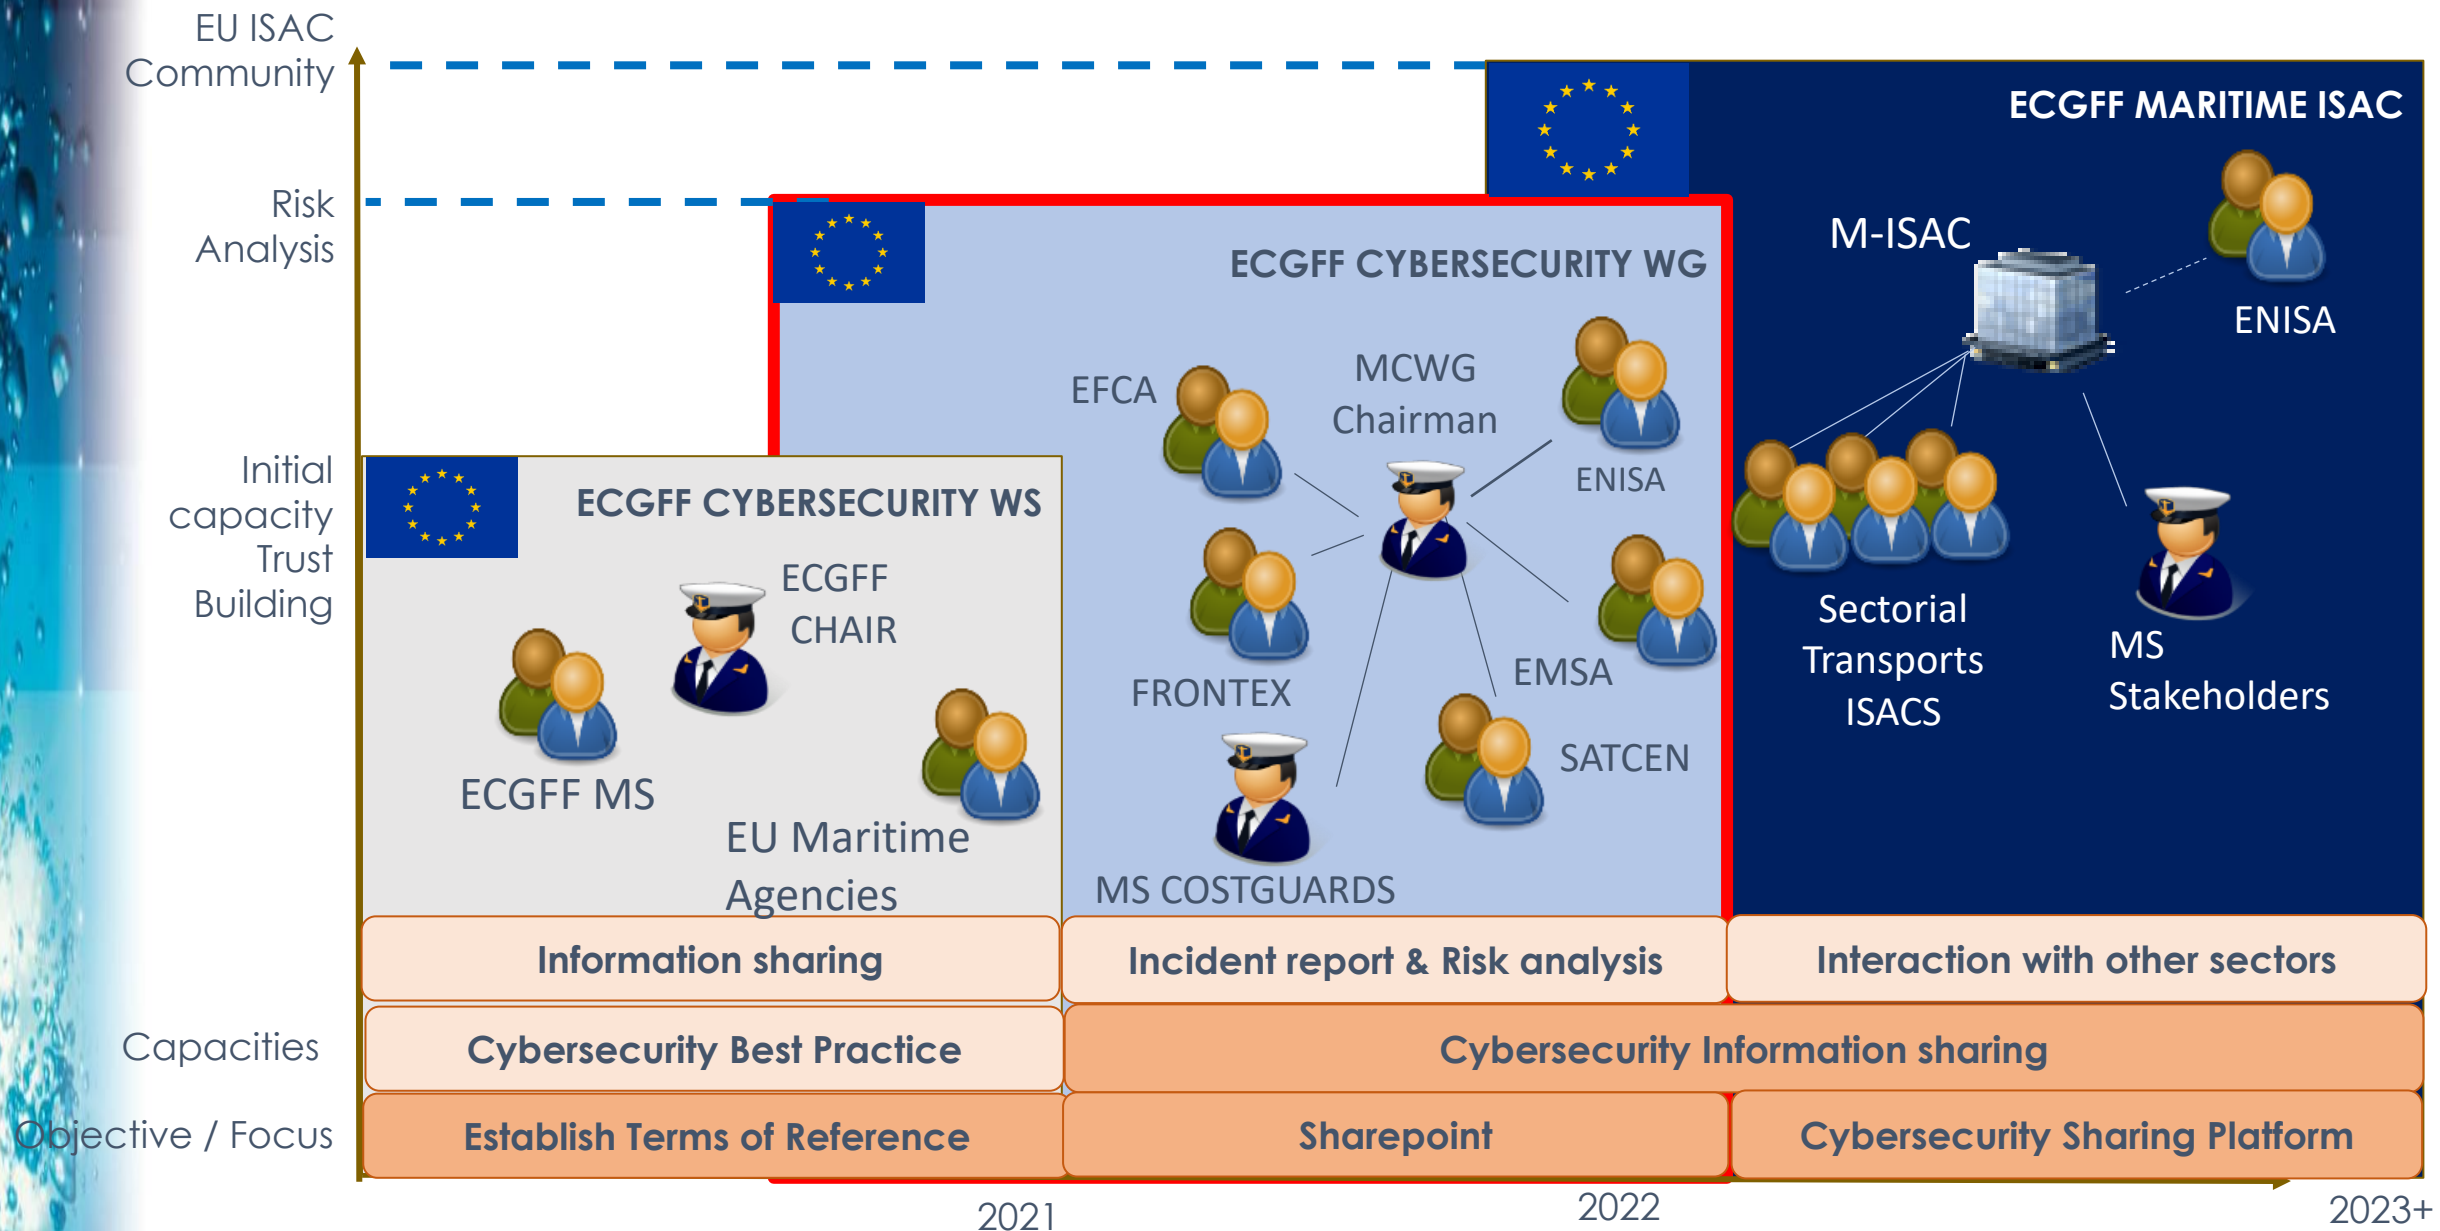 EU ISAC
Community
Risk
Analysis
Initial
capacity
Trust
Building
Capacities
Objective / Focus
ECGFF CYBERSECURITY WS
ECGFF
CHAIR
ECGFF MS
EU Maritime
Agencies
ECGFF CYBERSECURITY WG
EFCA
MCWG
Chairman
ENISA
FRONTEX
EMSA
SATCEN
MS COSTGUARDS
ECGFF MARITIME ISAC
M-ISAC
ENISA
Sectorial
Transports
ISACS
MS
Stakeholders
Information sharing
Incident report & Risk analysis
Interaction with other sectors
Cybersecurity Best Practice
Cybersecurity Information sharing
Establish Terms of Reference
Sharepoint
Cybersecurity Sharing Platform
2021
2022
2023+